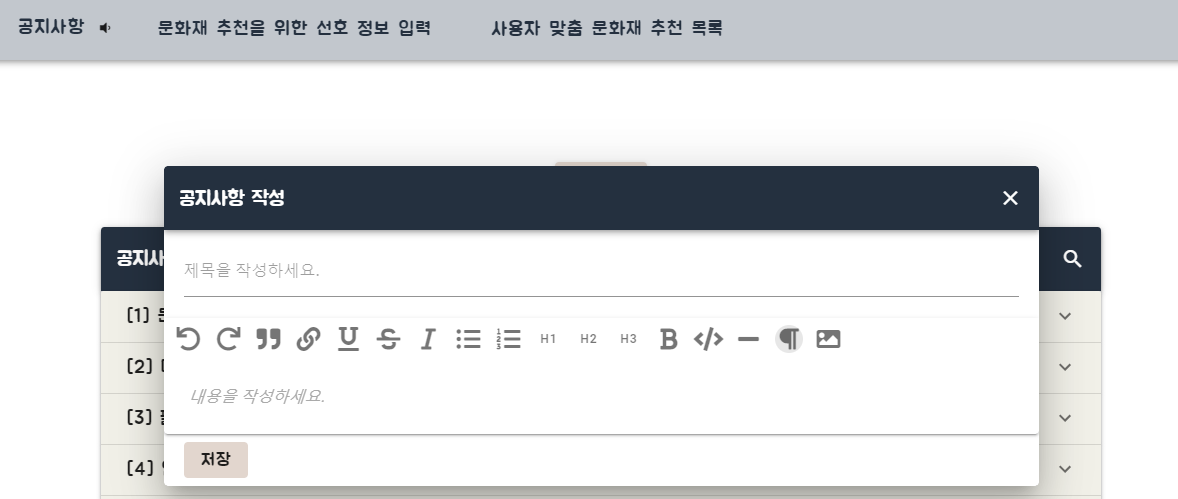 공지사항
문화재 추천을 위한 선호 정보 입력
사용자 맞춤 문화재 추천 목록
공지사항 작성
제목을 작성하세요.
H1 H2 H3
내용을 작성하세요.
저장
[1]
[2]
[3]
[4]